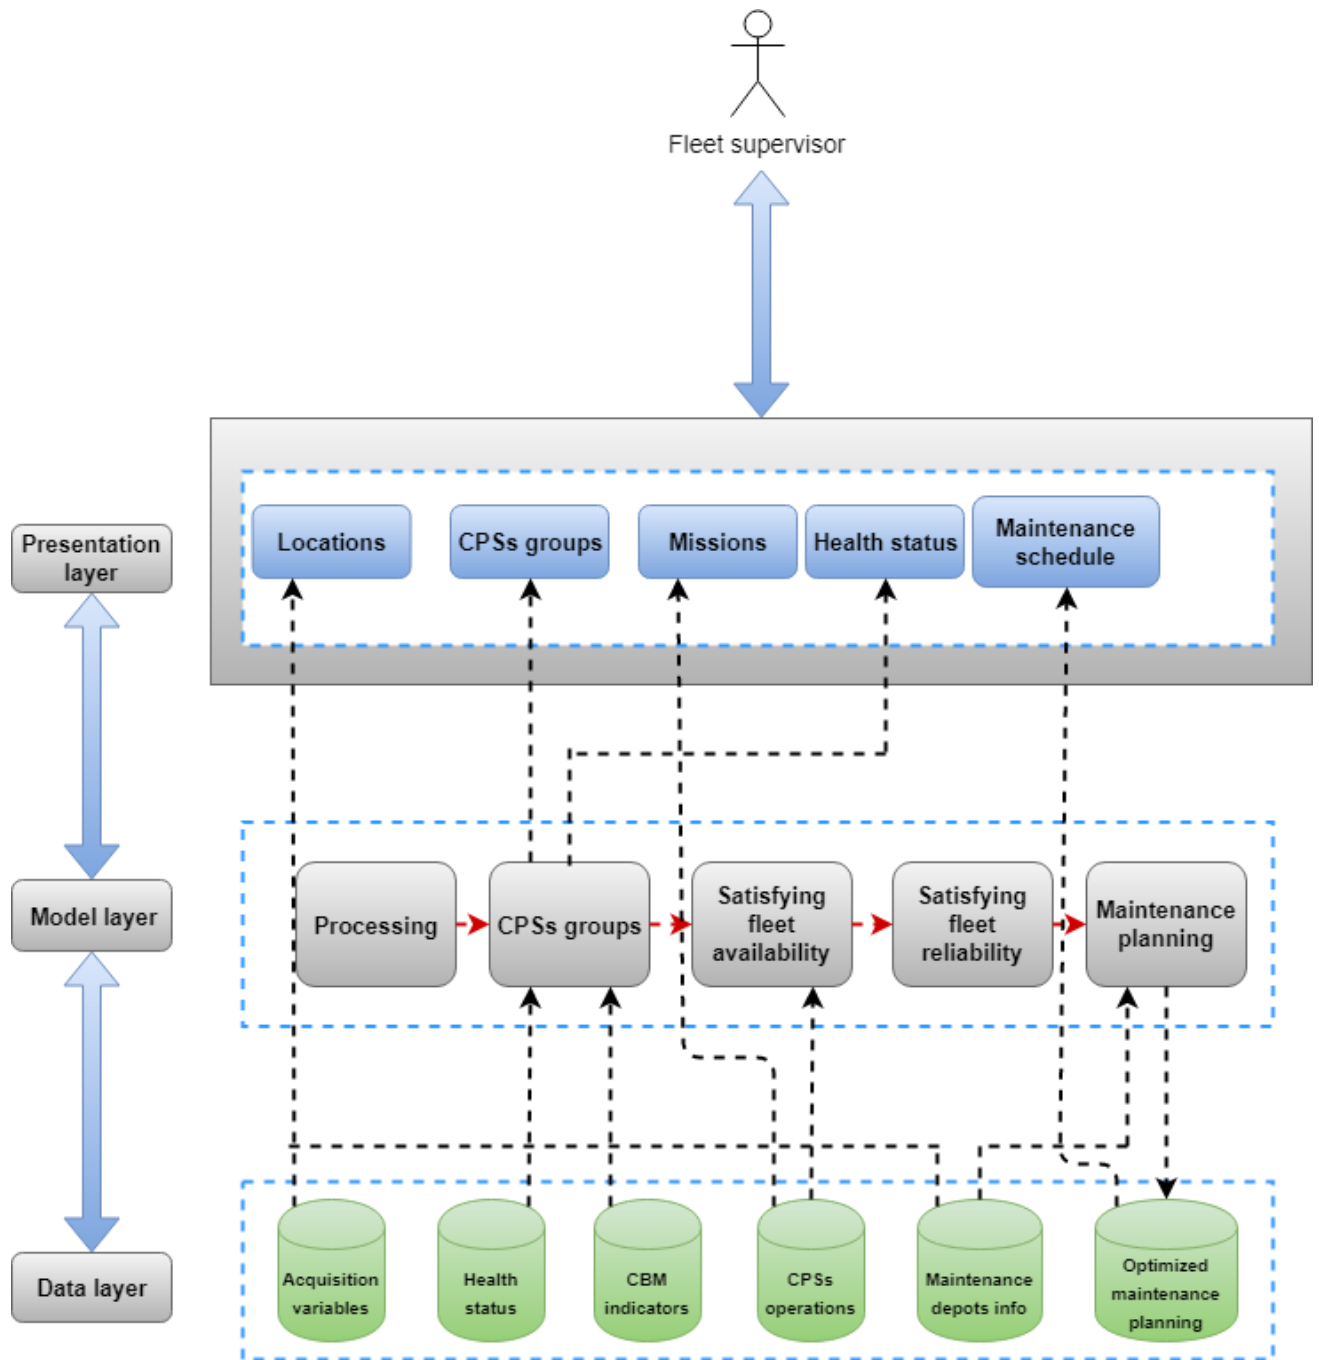 Fleet supervisor
Presentation
layer
Locations
CPSs groups
Missions
Health status
Maintenance
schedule
Model layer
Processing
CPSs groups
Satisfying
fleet
availability
Satisfying
fleet
reliability
Maintenance
planning
Data layer
Acquisition
variables
Health
status
CBM
indicators
CPSs
operations
Maintenance
depots info
Optimized
maintenance
planning